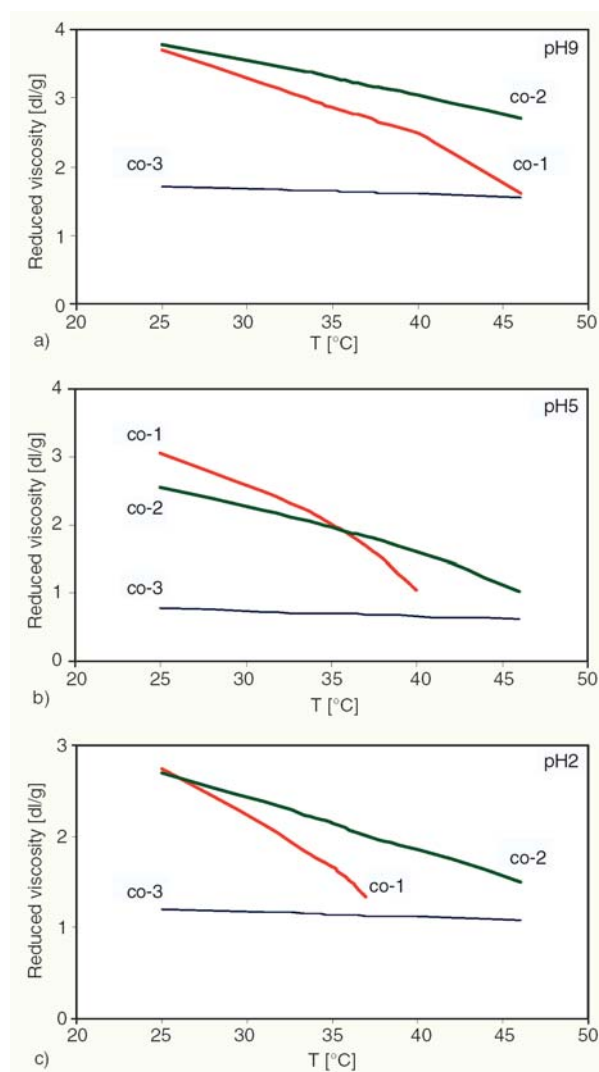 4
pH9
3
co-2
2
co-3
co-1
1
0
20 25 30 35 40 45 50
Reduced viscosity [dl/g]
T [°C]
a)
4
pH5
co-1
3
co-2
2
co-3
1
0
20 25 30 35 40 45 50
Reduced viscosity [dl/g]
T [°C]
b)
3
pH2
2
co-2
co-3
co-1
1
0
20 25 30 35 40 45 50
Reduced viscosity [dl/g]
T [°C]
c)